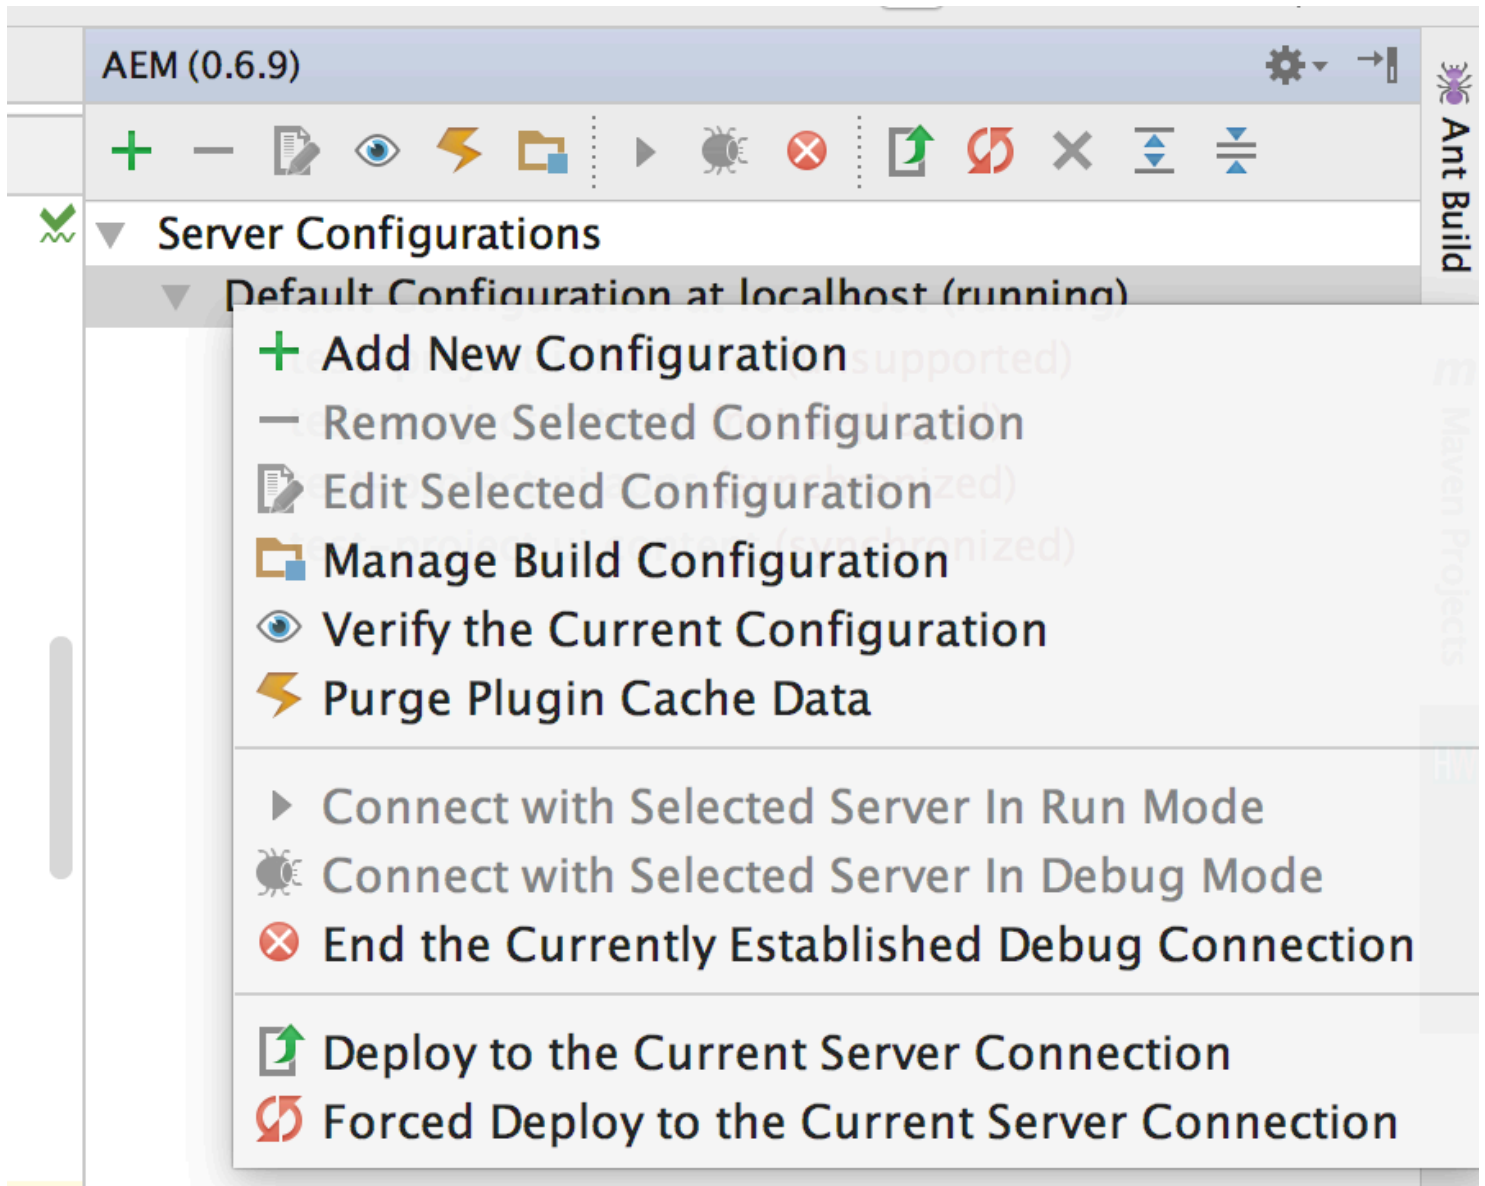 AEM (0.6.9)
Ant Build
Server Configurations
Default Configuration at localhost (running)
Add New Configuration
Remove Selected Configuration
Edit Selected Configuration
Manage Build Configuration
Verify the Current Configuration
Purge Plugin Cache Data
Maven Projects
Connect with Selected Server In Run Mode
Connect with Selected Server In Debug Mode
End the Currently Established Debug Connection
Deploy to the Current Server Connection
Forced Deploy to the Current Server Connection